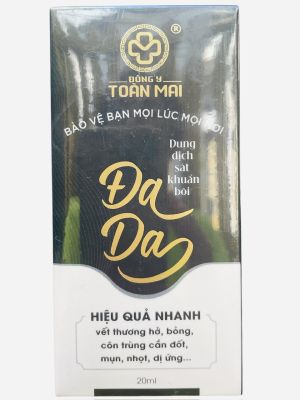 ®
ĐÔNG Y
TOÀN MAI
BẢO VỆ BẠN MỌI LÚC MỌI NƠI
Dung
dịch
sát
khuẩn
bôi
Đa
Da
HIỆU QUẢ NHANH
vết thương hở, bỏng,
côn trùng cắn đốt,
mụn, nhọt, dị ứng...
20ml